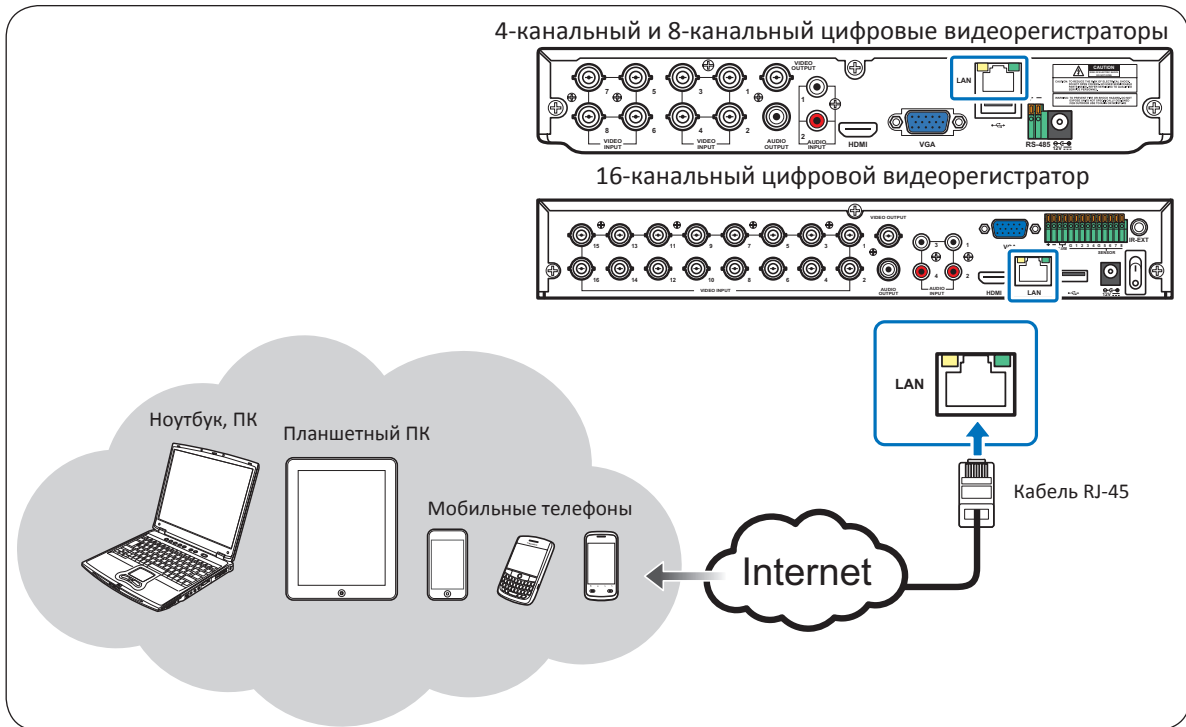 4-канальный и 8-канальный цифровые видеорегистраторы
VIDEO
OUTPUT
LAN
CAUTION
7
5
3
1
1
8
6
4
2
2
VIDEO
INPUT
VIDEO
INPUT
AUDIO
OUTPUT
AUDIO
INPUT
HDMI
VGA
RS-485
12V
16-канальный цифровой видеорегистратор
VIDEO OUTPUT
15
13
11
9
7
5
3
1
3
1
IR-EXT
SENSOR
16
14
12
10
8
6
4
2
4
2
VIDEO INPUT
AUDIO
OUTPUT
AUDIO
INPUT
HDMI
LAN
12V
LAN
Ноутбук, ПК
Планшетный ПК
Мобильные телефоны
Internet
Кабель RJ-45